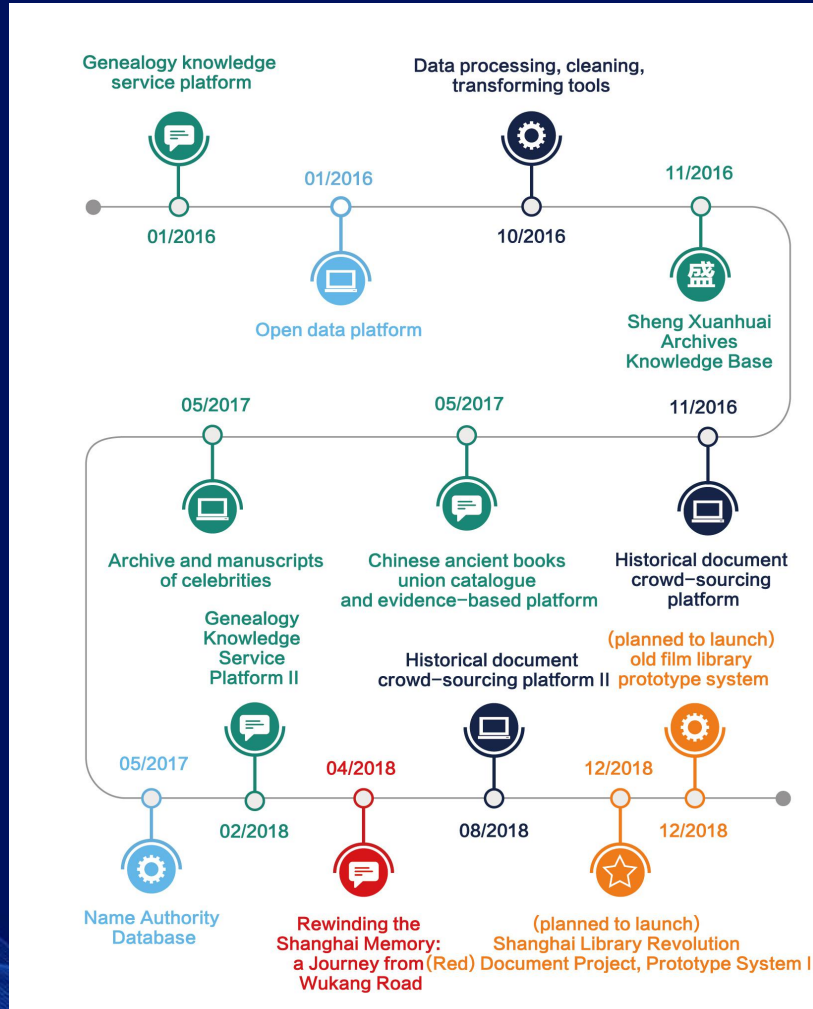 Genealogy knowledge
service platform
01/2016
01/2016
Open data platform
Data processing, cleaning,
transforming tools
10/2016
11/2016
盛
Sheng Xuanhuai
Archives
Knowledge Base
11/2016
Historical document
crowd-sourcing
platform
05/2017
Chinese ancient books
union catalogue
and evidence-based platform
05/2017
Archive and manuscripts
of celebrities
05/2017
Name Authority
Database
Genealogy
Knowledge
Service
Platform II
02/2018
04/2018
Rewinding the
Shanghai Memory:
a Journey from
Wukang Road
Historical document
crowd-sourcing platform II
08/2018
12/2018
(planned to launch)
Shanghai Library Revolution
(Red) Document Project, Prototype System I
(planned to launch)
old film library
prototype system
12/2018